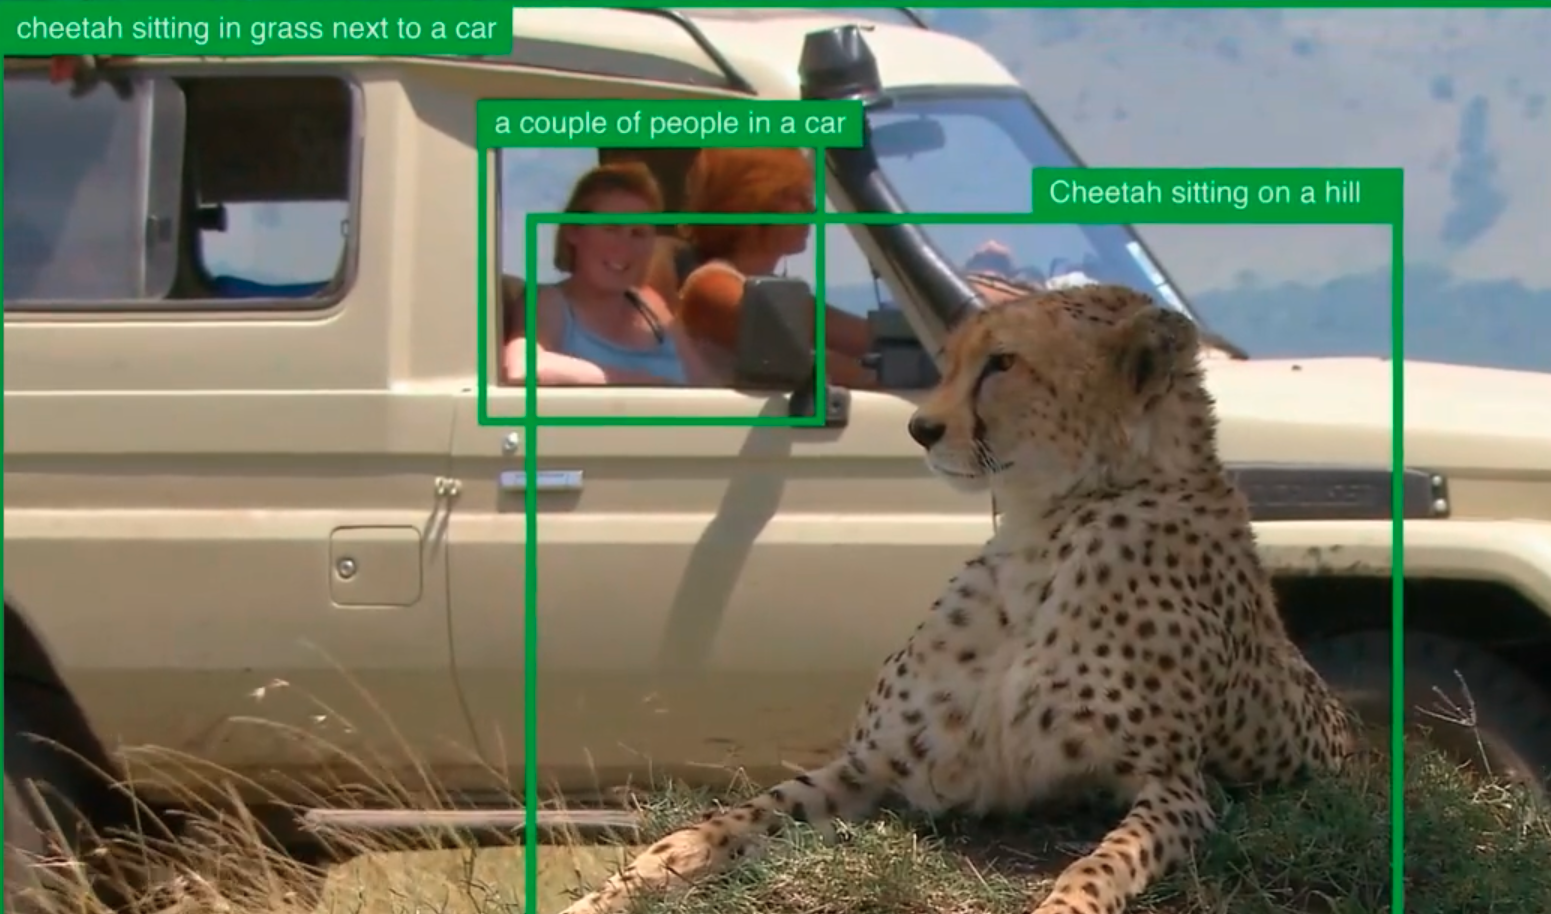 cheetah sitting in grass next to a car
a couple of people in a car
Cheetah sitting on a hill